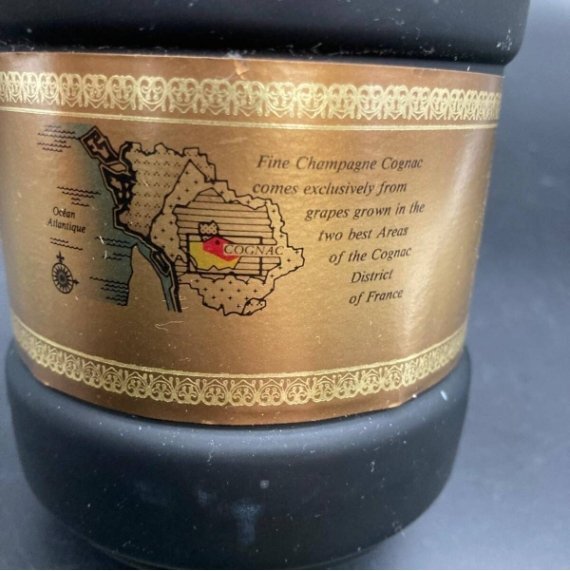 Fine Champagne Cognac
comes exclusively from
grapes grown in the
two best Areas
of the Cognac
District
of France
Océan
Atlantique
COGNAC